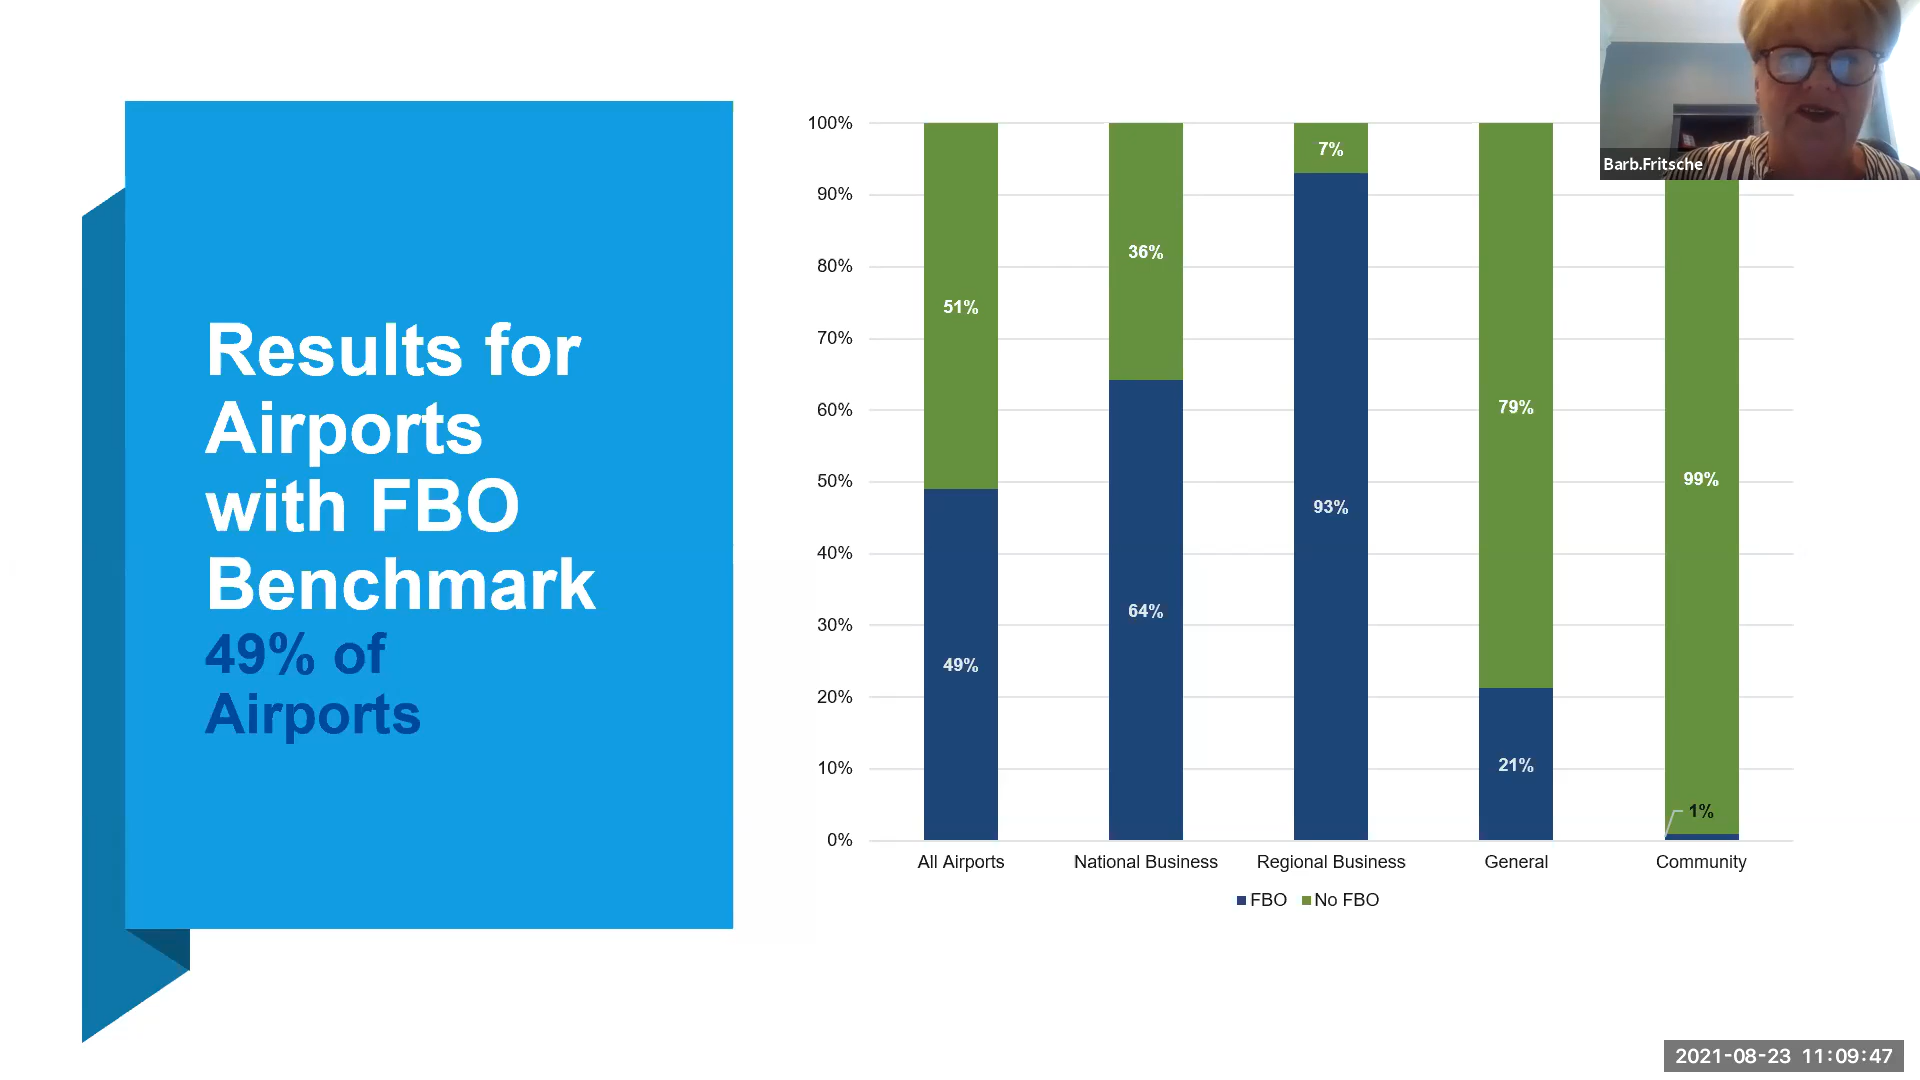 Results for
Airports
with FBO
Benchmark
49% of
Airports
100%
90%
80%
70%
60%
50%
40%
30%
20%
10%
0%
51%
49%
36%
64%
7%
93%
79%
21%
99%
1%
All Airports
National Business
Regional Business
General
Community
FBO
No FBO
Barb.Fritsche
2021-08-23 11:09:47